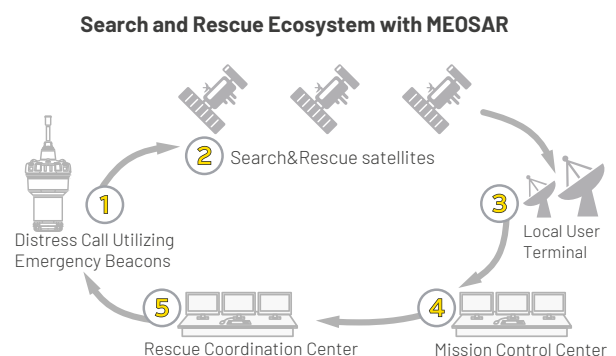 Search and Rescue Ecosystem with MEOSAR
2
Search&Rescue satellites
1
Distress Call Utilizing
Emergency Beacons
3
Local User
Terminal
4
Mission Control Center
5
Rescue Coordination Center